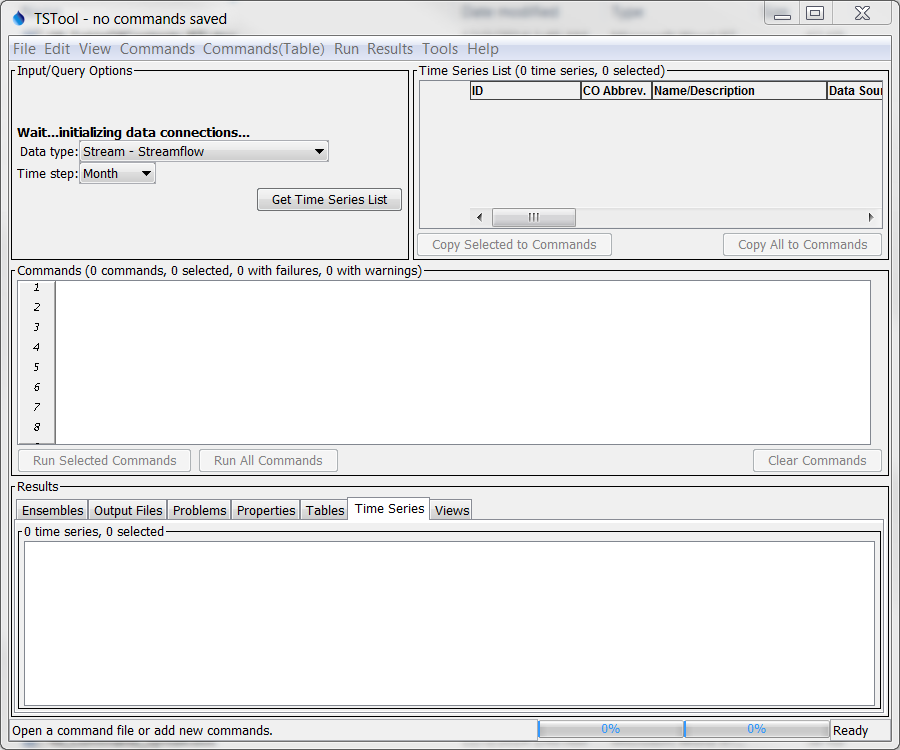 TSTool - no commands saved
File Edit View Commands Commands(Table) Run Results Tools Help
Input/Query Options
Wait...initializing data connections...
Data type: Stream - Streamflow
Time step: Month
Get Time Series List
Time Series List (0 time series, 0 selected)
ID CO Abbrev. Name/Description Data Sour
Copy Selected to Commands Copy All to Commands
Commands (0 commands, 0 selected, 0 with failures, 0 with warnings)
1
2
3
4
5
6
7
8
Run Selected Commands Run All Commands Clear Commands
Results
Ensembles Output Files Problems Properties Tables Time Series Views
0 time series, 0 selected
Open a command file or add new commands. 0% 0% Ready